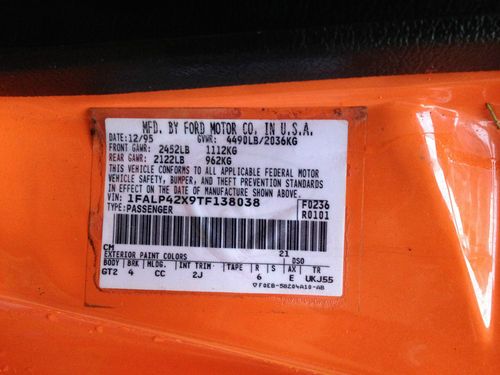 MFD. BY FORD MOTOR CO. IN U.S.A.
DATE: 12/95 GVWR: 4490LB/2036KG
FRONT GAWR: 2452LB 1112KG
REAR GAWR: 2122LB 962KG
THIS VEHICLE CONFORMS TO ALL APPLICABLE FEDERAL MOTOR
VEHICLE SAFETY, BUMPER, AND THEFT PREVENTION STANDARDS
IN EFFECT ON THE DATE OF MANUFACTURE SHOWN ABOVE.
VIN: 1FALP42X9TF138038 F0236
TYPE: PASSENGER R0101
CM 21
EXTERIOR PAINT COLORS DSO
BODY BRK MLDG. INT TRIM TAPE R S AX TR
GT2 4 CC 2J 6 E UKJ55
▽F0EB-58204A10-AB